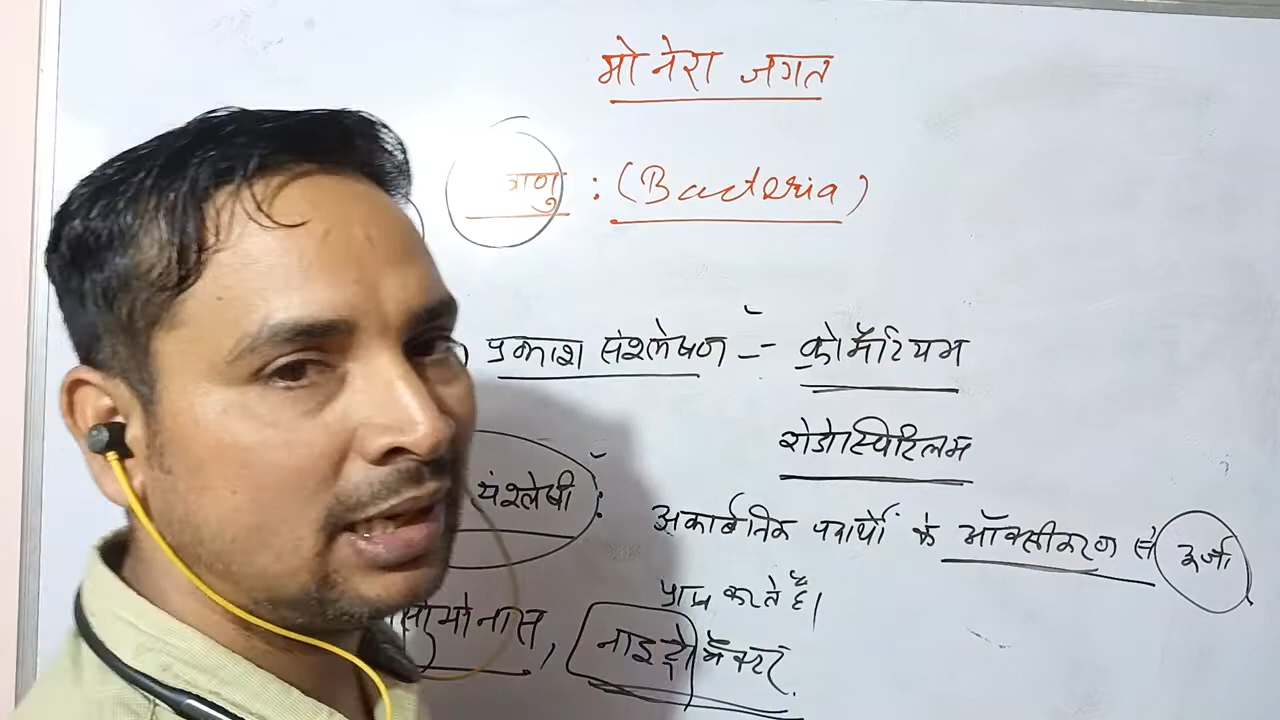 मोनेरा जगत
: (Bacteria)
प्रकाश संश्लेषण :- क्रोमैटियम
रोडोस्पिरिलम
संश्लेषी : अकार्बनिक पदार्थों के ऑक्सीकरण से ऊर्जा
प्राप्त करते हैं।
सोमोनास, नाइट्रोबैक्टर